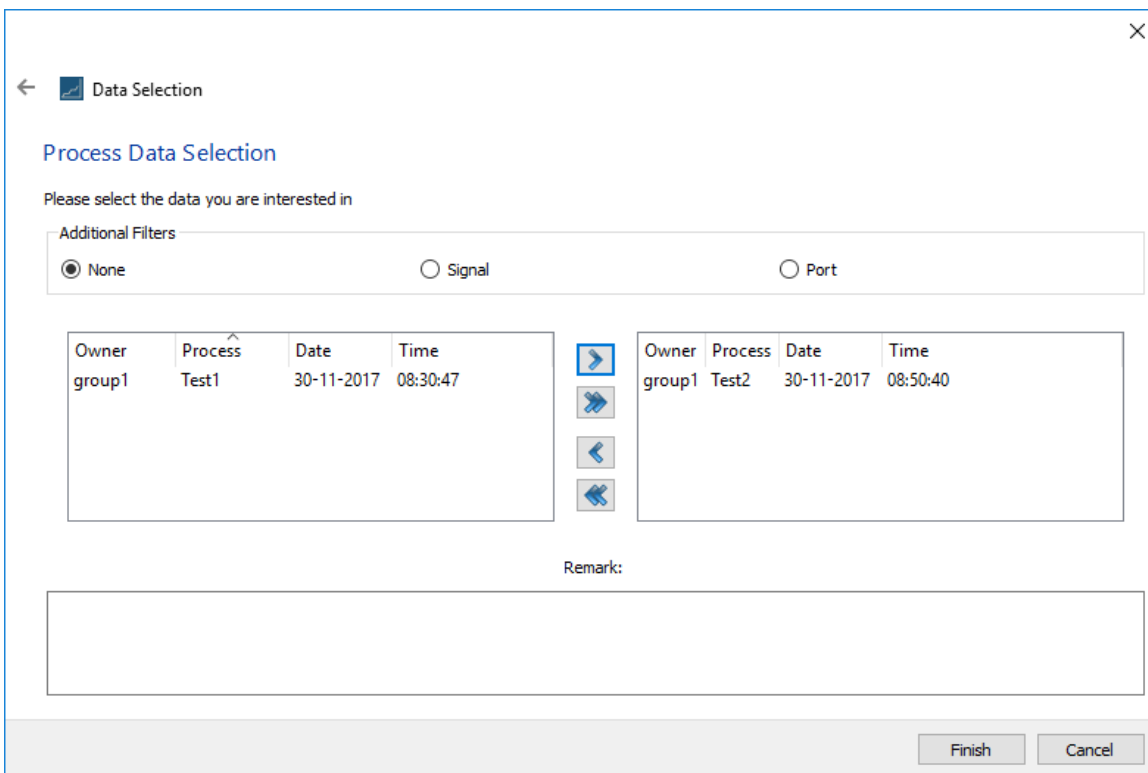 Data Selection
Process Data Selection
Please select the data you are interested in
Additional Filters
None Signal Port
Owner Process Date Time
group1 Test1 30-11-2017 08:30:47
Owner Process Date Time
group1 Test2 30-11-2017 08:50:40
Remark:
Finish Cancel